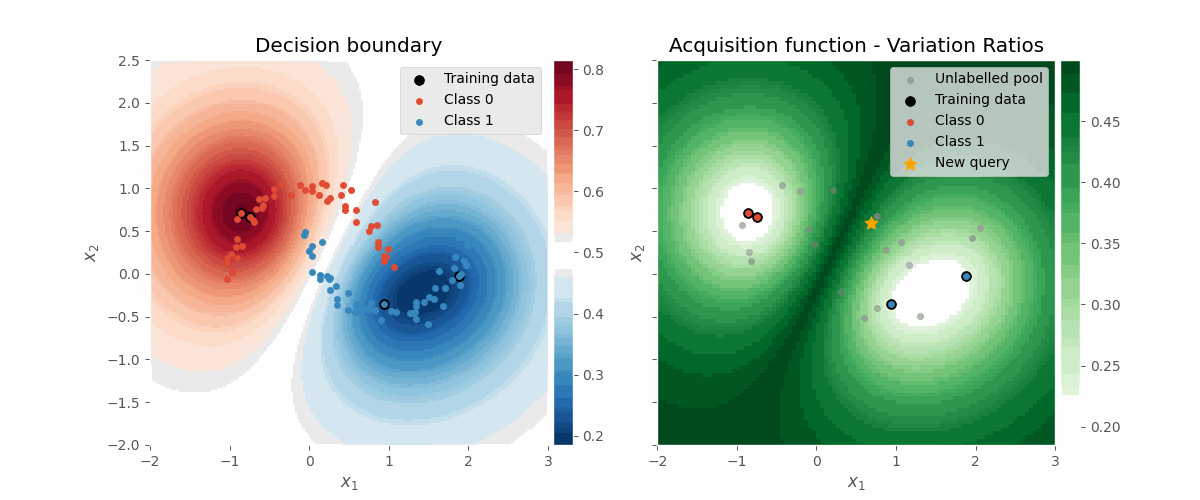 Decision boundary
Training data
Class 0
Class 1
2.5
2.0
1.5
1.0
0.5
0.0
−0.5
−1.0
−1.5
−2.0
x2
−2
−1
0
1
2
3
x1
0.8
0.7
0.6
0.5
0.4
0.3
0.2
Acquisition function - Variation Ratios
Unlabelled pool
Training data
Class 0
Class 1
New query
x2
−2
−1
0
1
2
3
x1
0.45
0.40
0.35
0.30
0.25
0.20